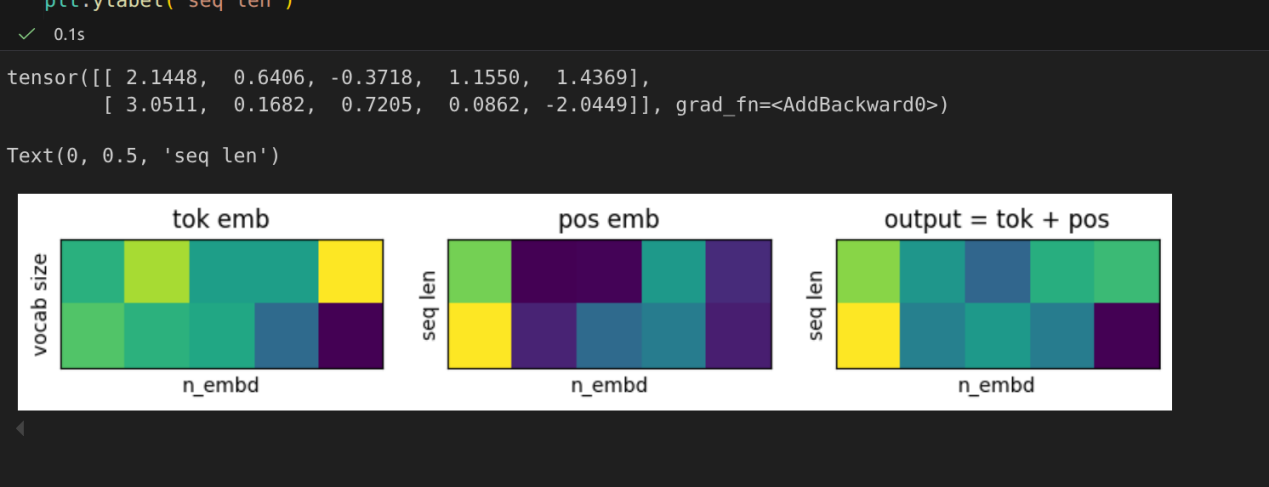 plt.ylabel('seq len')
0.1s
tensor([[ 2.1448,  0.6406, -0.3718,  1.1550,  1.4369],
        [ 3.0511,  0.1682,  0.7205,  0.0862, -2.0449]], grad_fn=<AddBackward0>)
Text(0, 0.5, 'seq len')
tok emb
vocab size
n_embd
pos emb
seq len
n_embd
output = tok + pos
seq len
n_embd